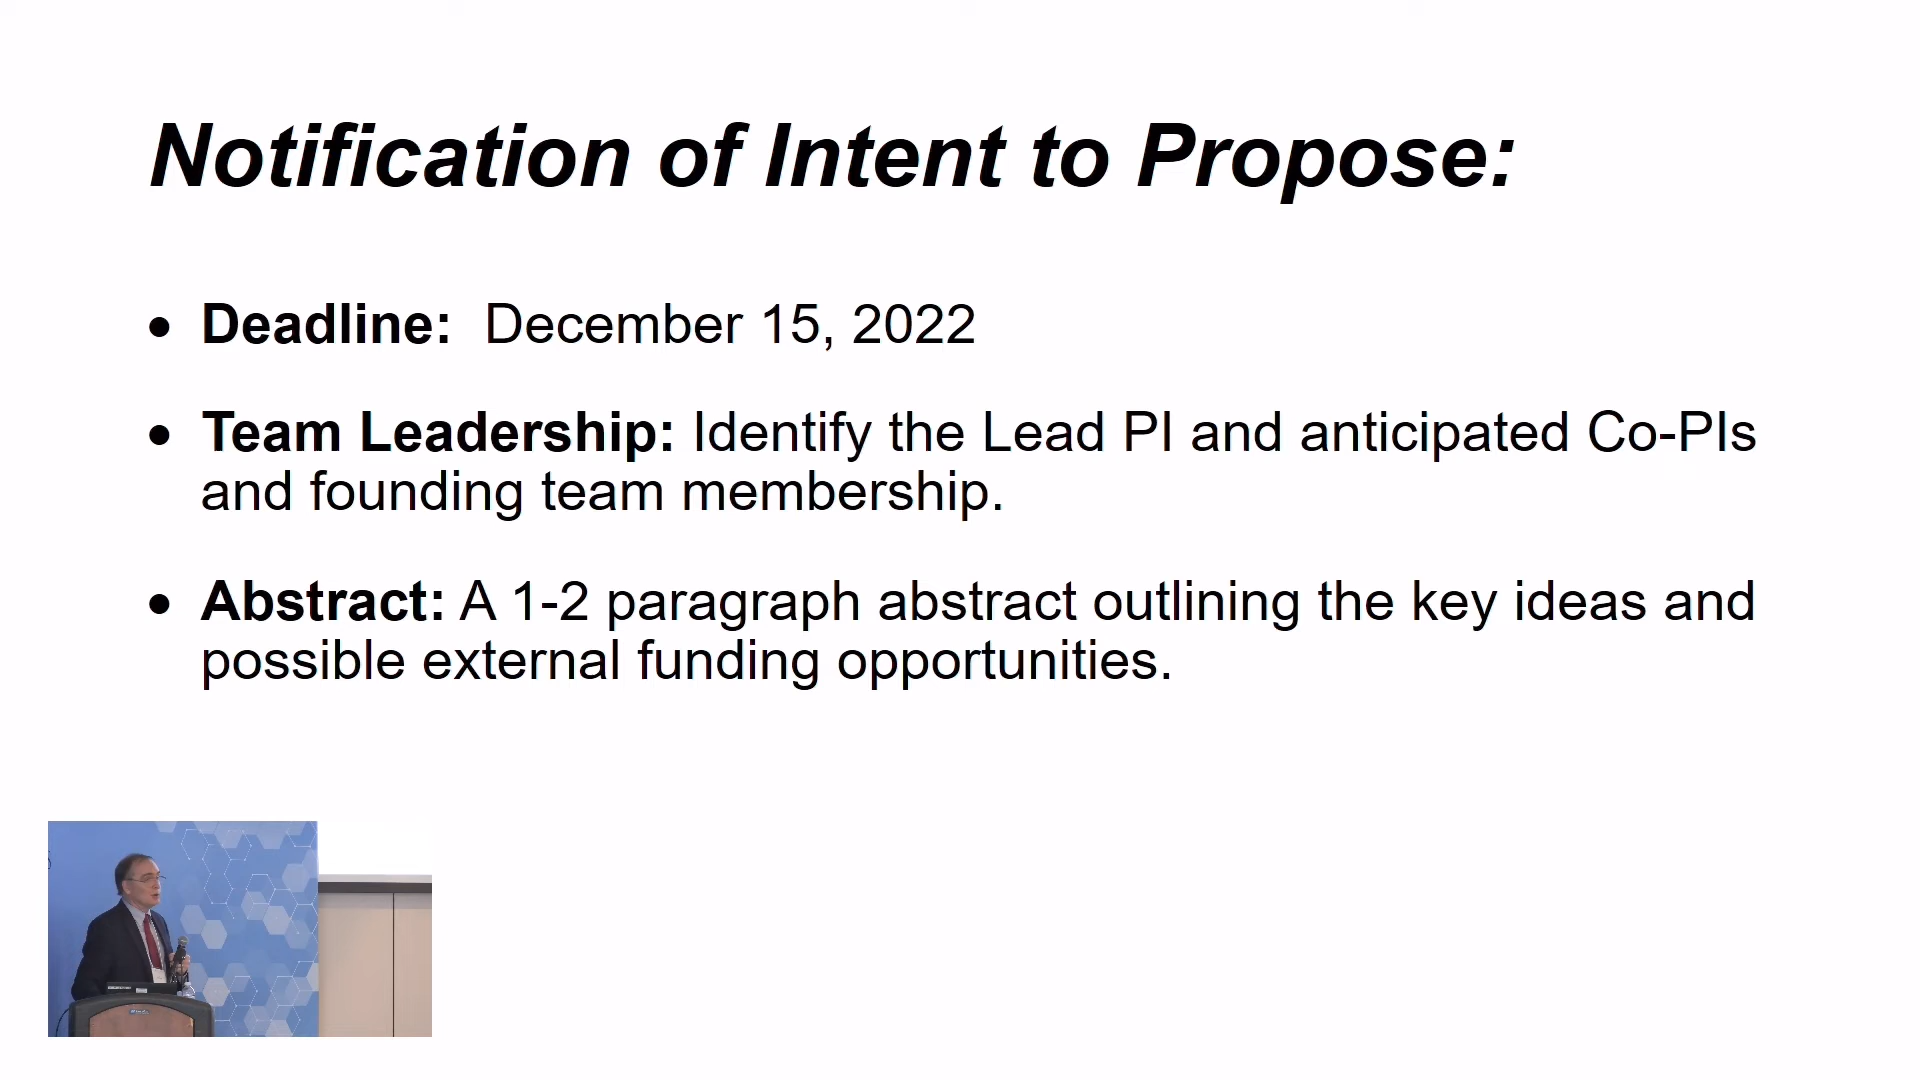 Notification of Intent to Propose:
• Deadline: December 15, 2022
• Team Leadership: Identify the Lead PI and anticipated Co-PIs
and founding team membership.
• Abstract: A 1-2 paragraph abstract outlining the key ideas and
possible external funding opportunities.